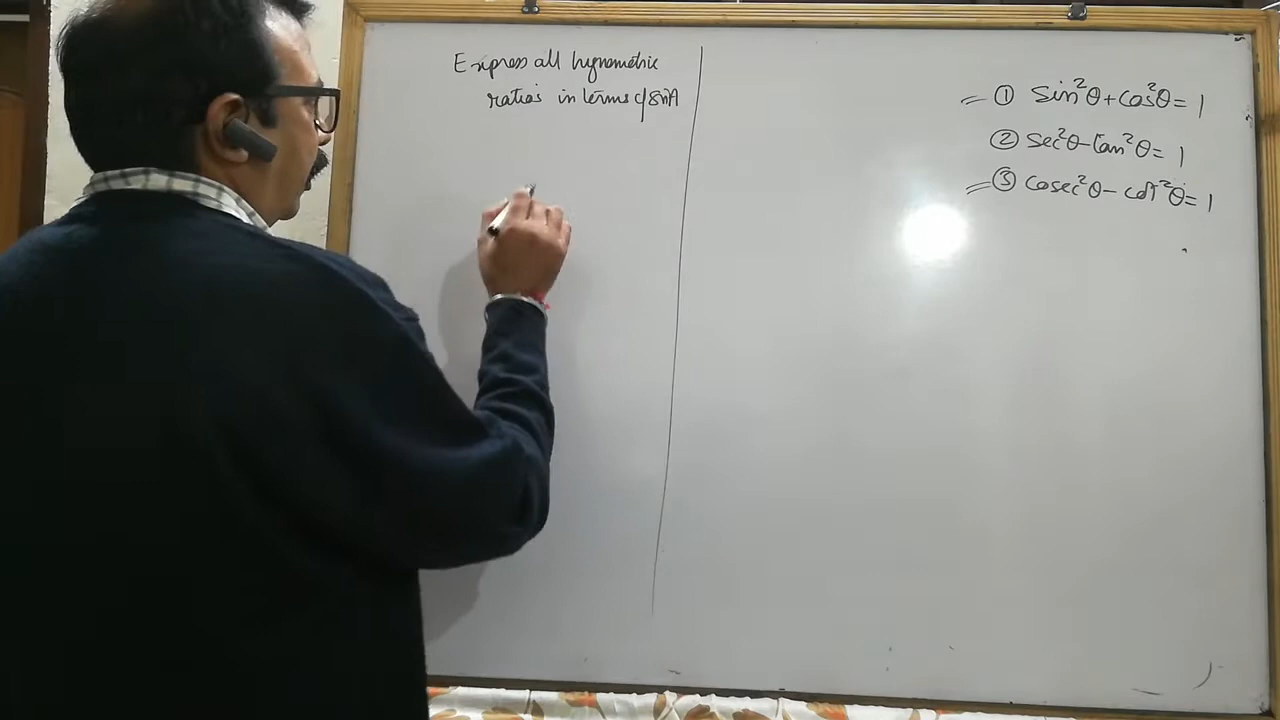 Express all trignometric
ratios in terms of SinA
① Sin²θ+Cos²θ=1
② Sec²θ-Tan²θ=1
③ Cosec²θ-cot²θ=1